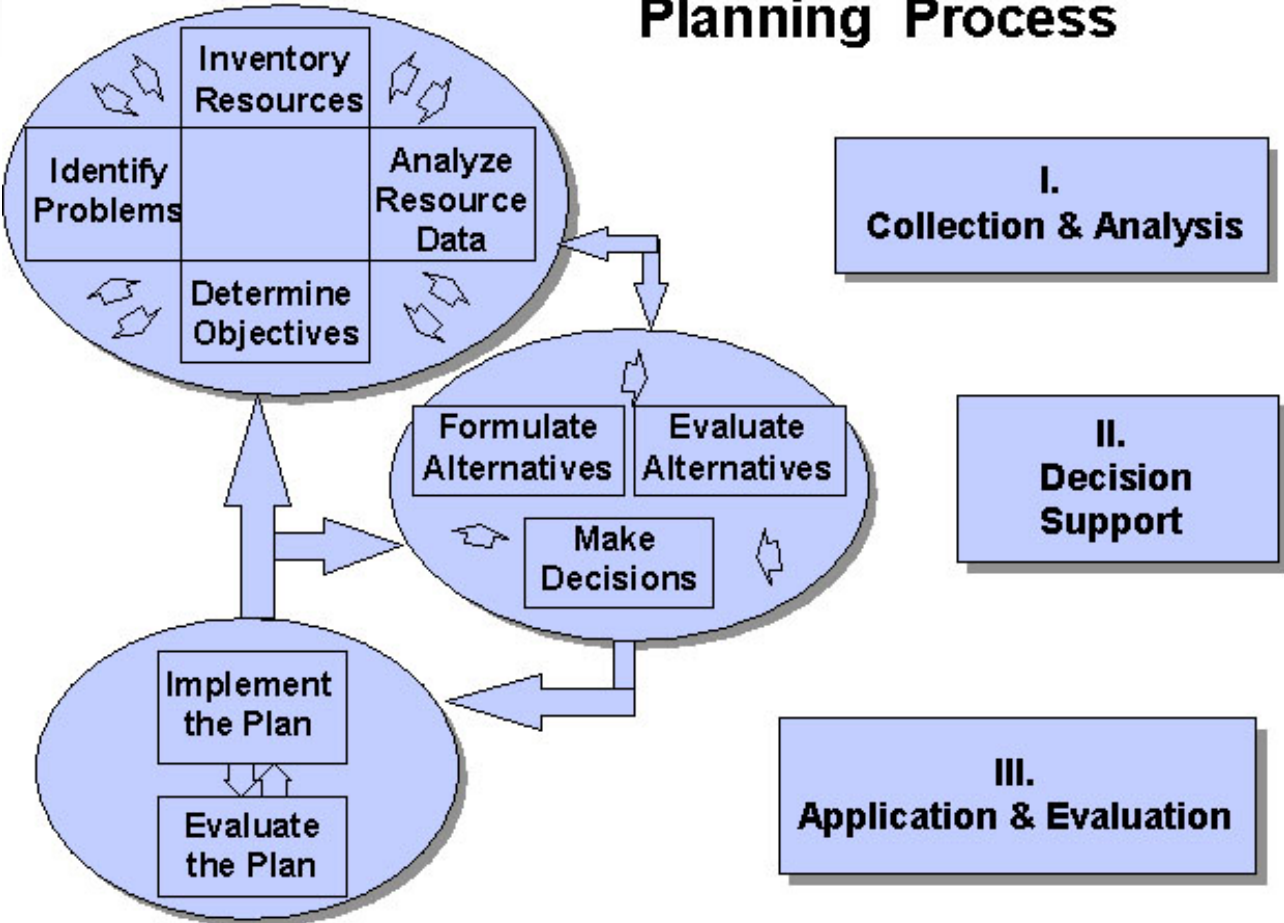 Planning Process
Inventory
Resources
Identify
Problems
Analyze
Resource
Data
Determine
Objectives
I.
Collection & Analysis
Formulate
Alternatives
Evaluate
Alternatives
Make
Decisions
II.
Decision
Support
Implement
the Plan
Evaluate
the Plan
III.
Application & Evaluation